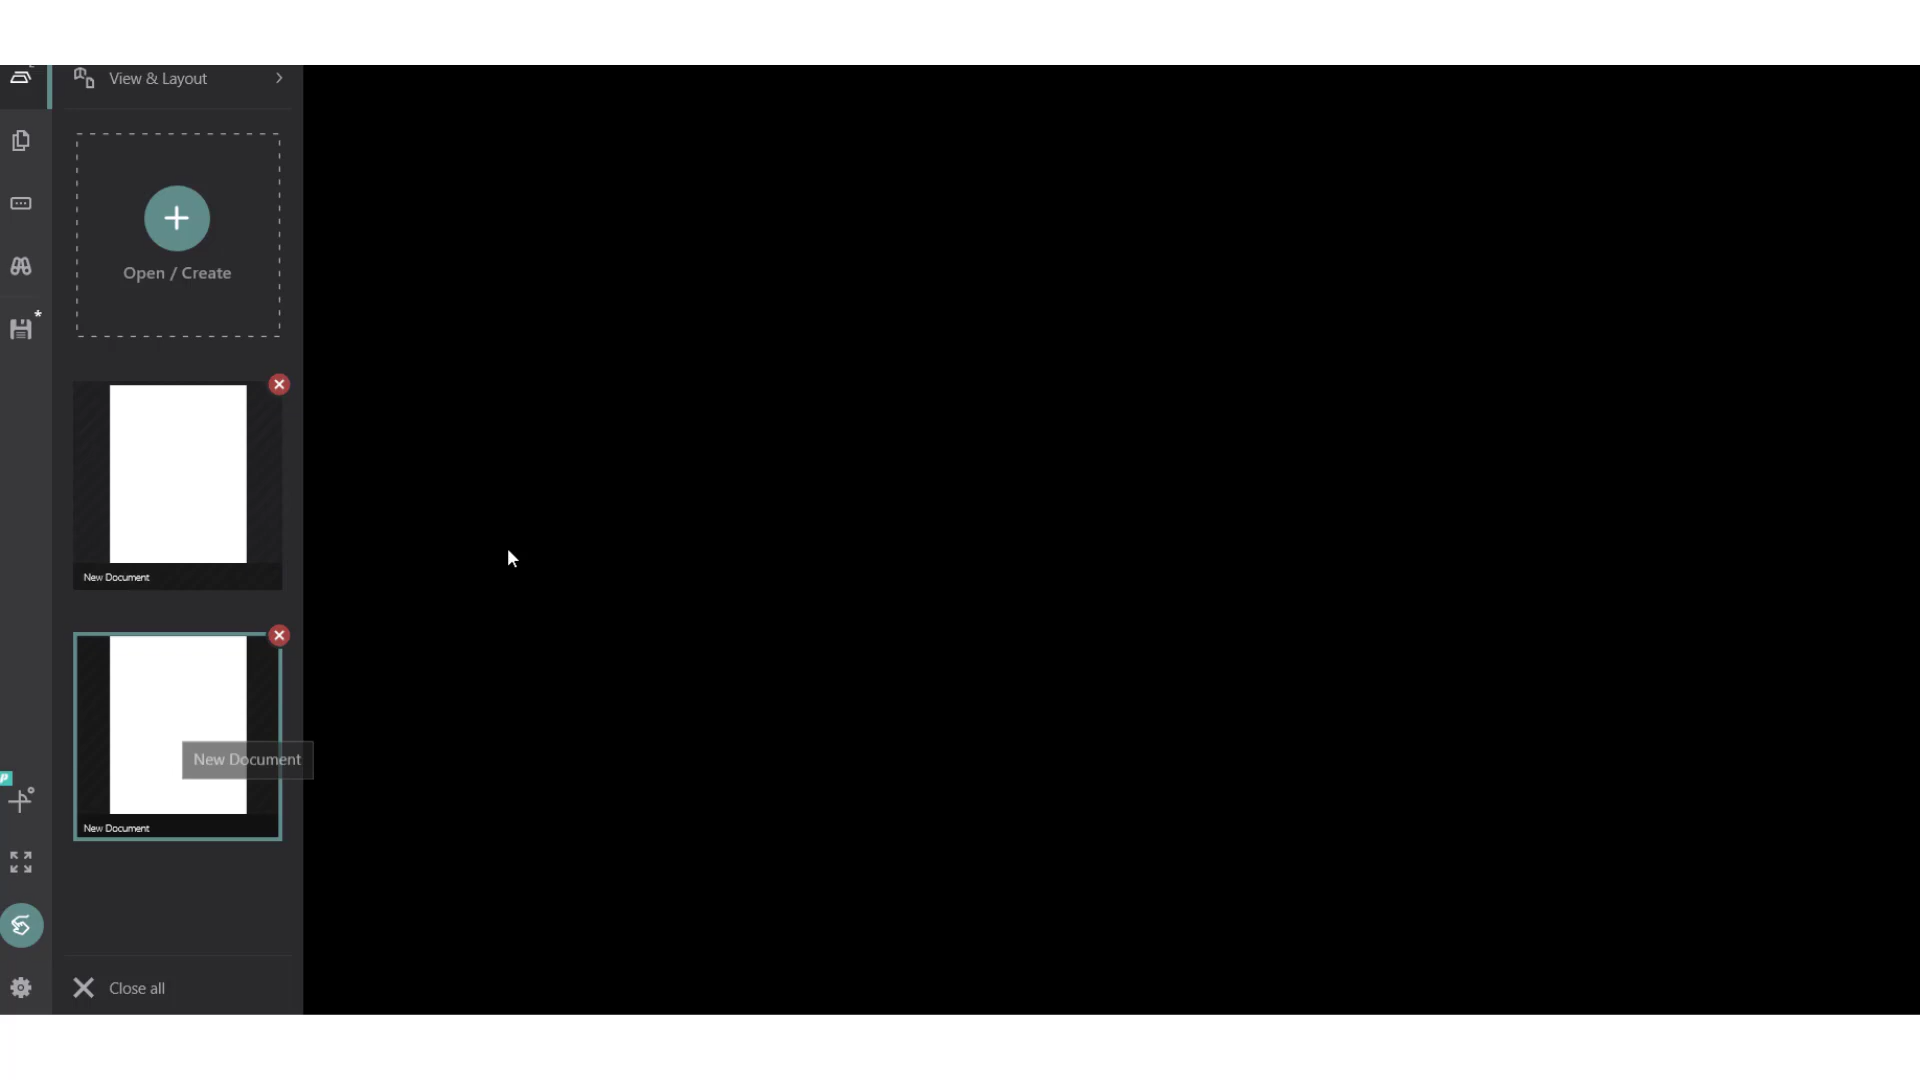 View & Layout
Open / Create
New Document
New Document
New Document
Close all